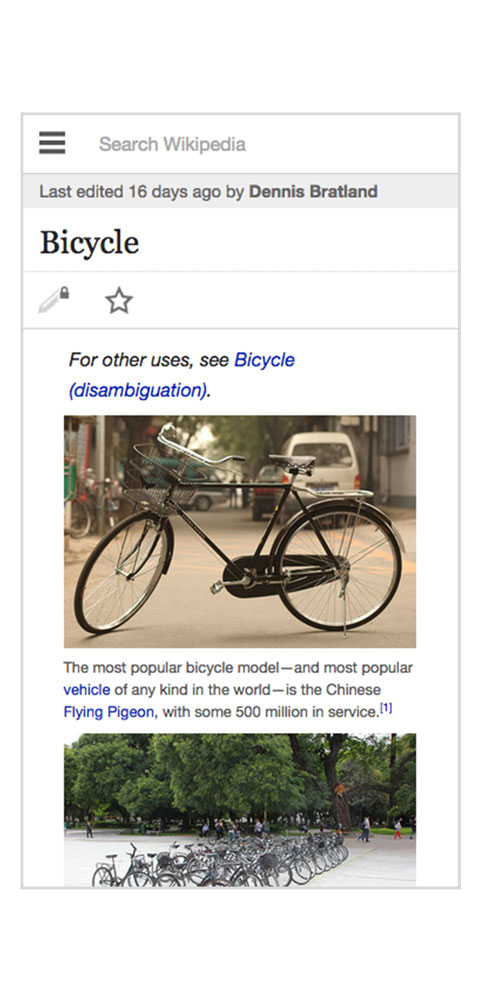 Search Wikipedia
Last edited 16 days ago by Dennis Bratland
Bicycle
For other uses, see Bicycle
(disambiguation).
The most popular bicycle model—and most popular
vehicle of any kind in the world—is the Chinese
Flying Pigeon, with some 500 million in service.[1]